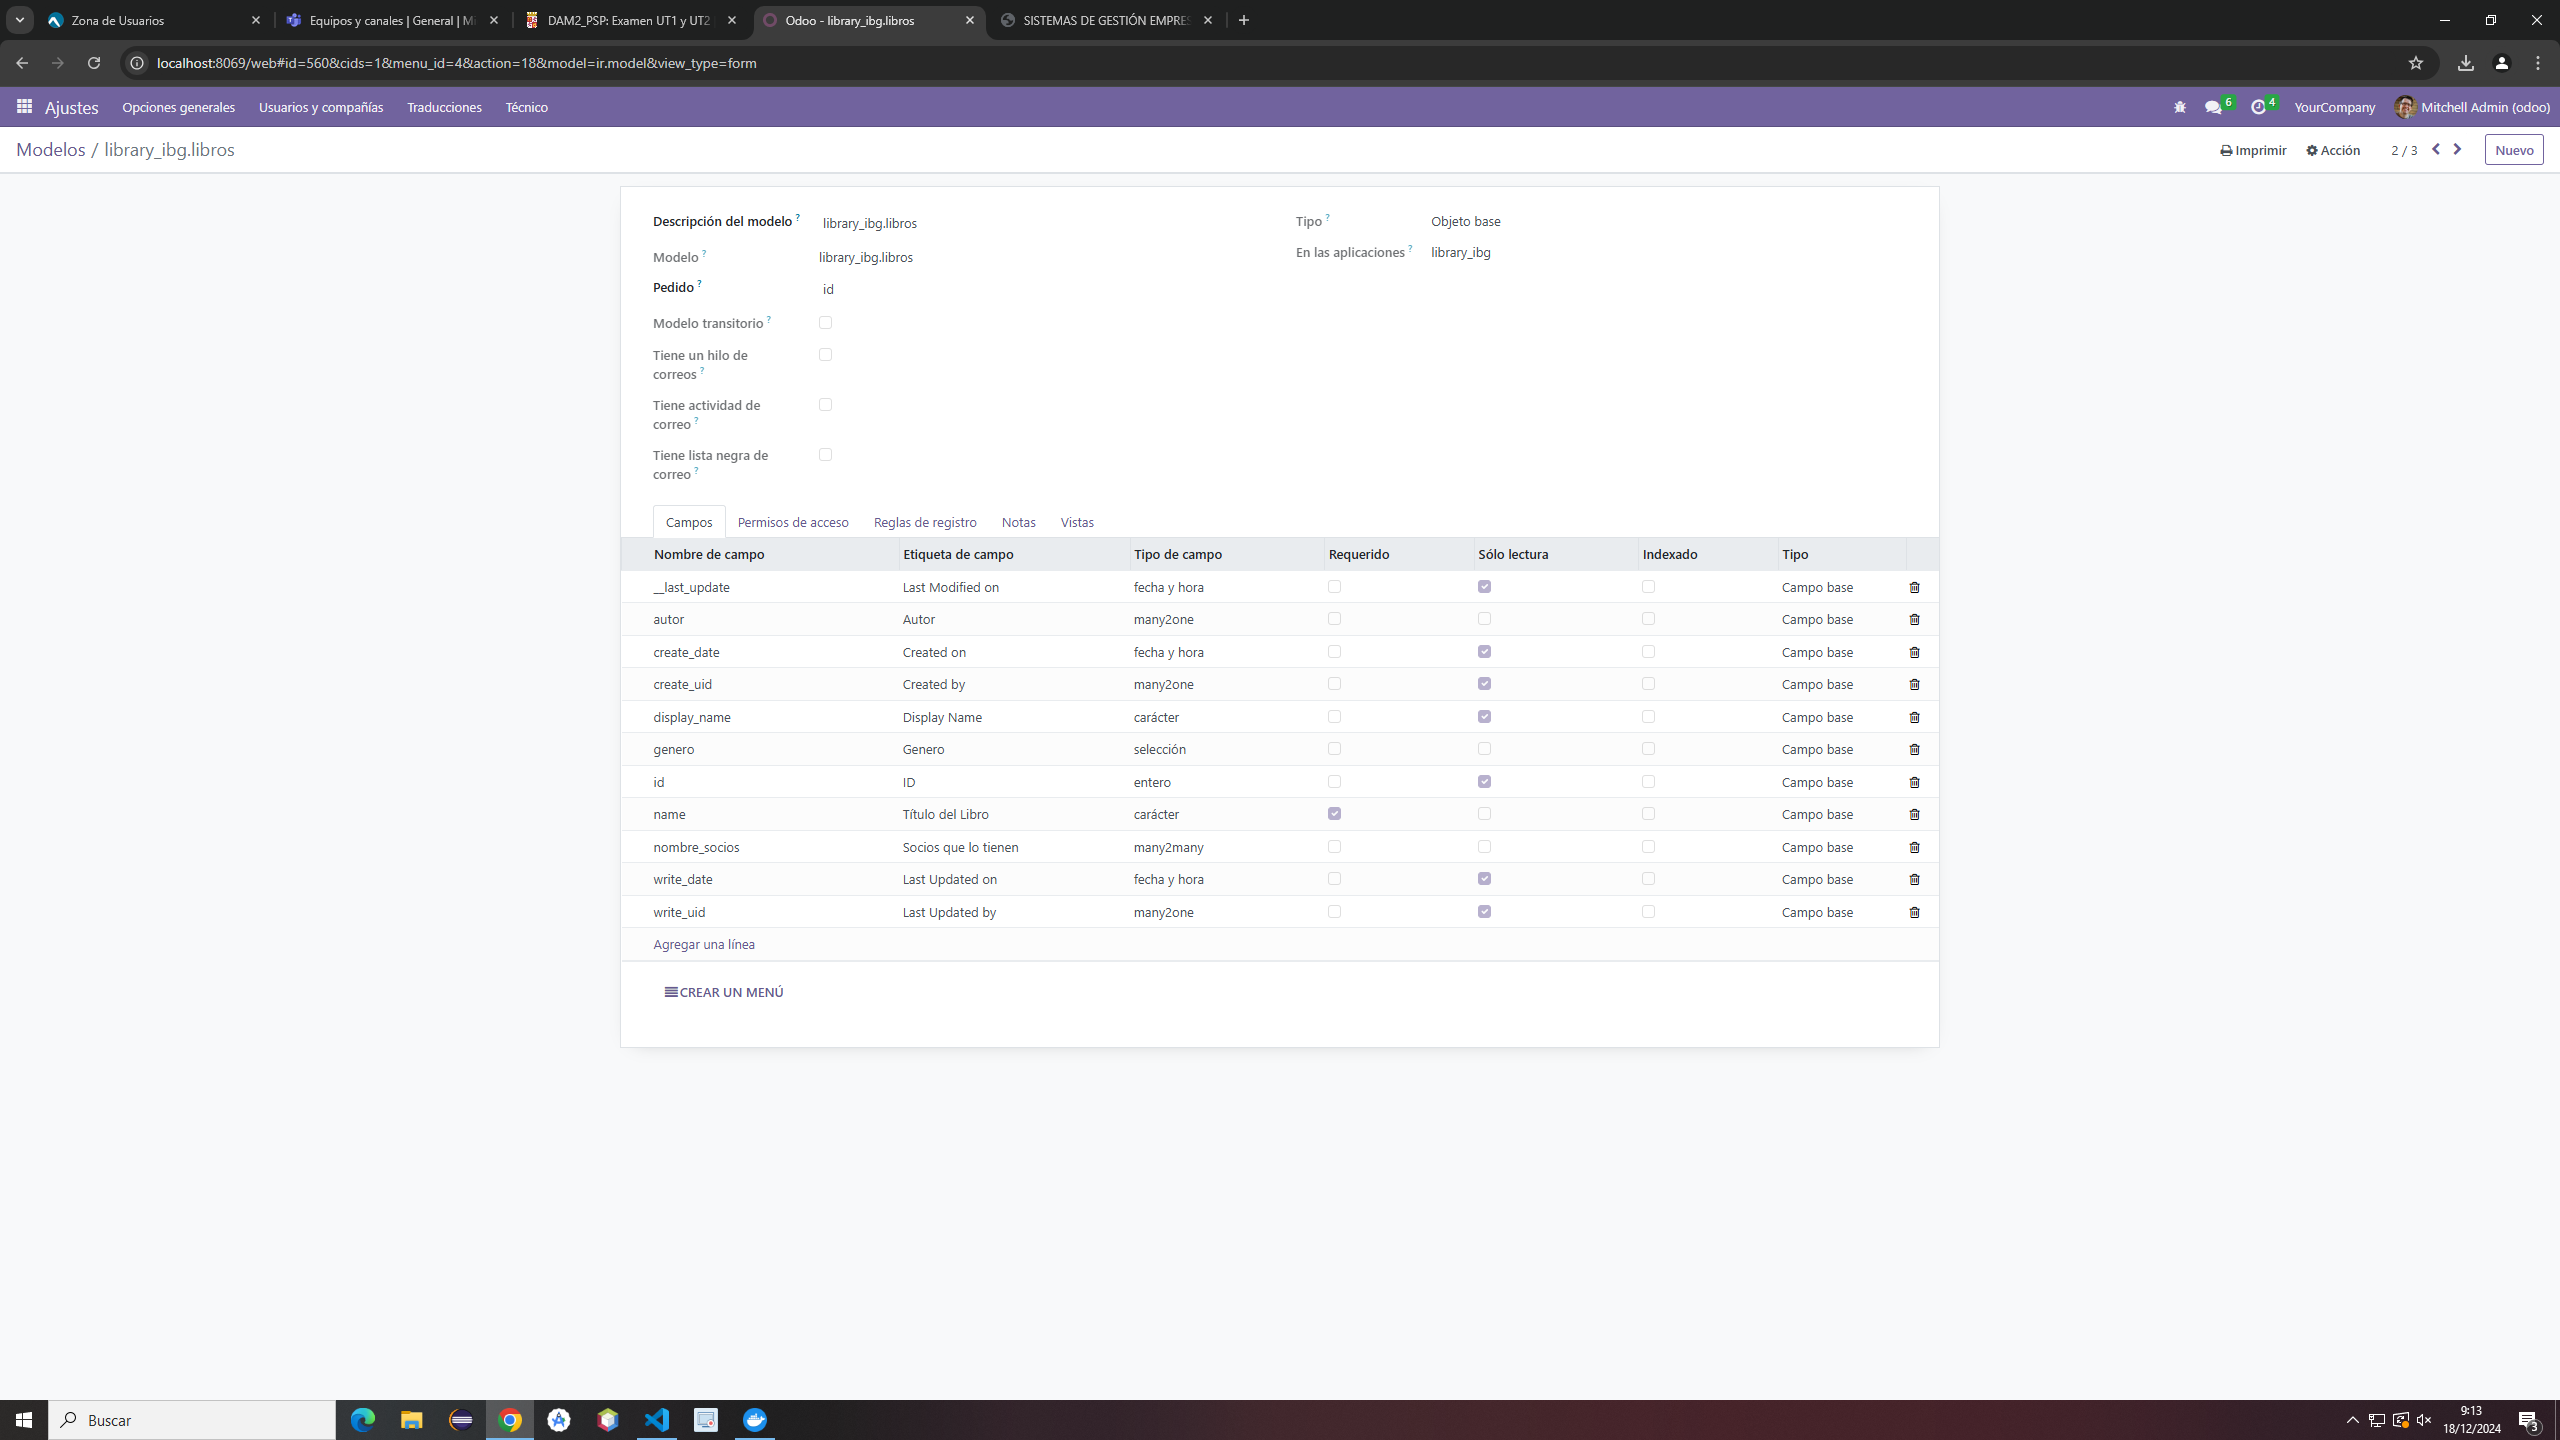 Zona de Usuarios
Equipos y canales | General | Mi
DAM2_PSP: Examen UT1 y UT2
Odoo - library_ibg.libros
SISTEMAS DE GESTIÓN EMPRES
localhost:8069/web#id=560&cids=1&menu_id=4&action=18&model=ir.model&view_type=form
Ajustes Opciones generales Usuarios y compañías Traducciones Técnico 6 4 YourCompany Mitchell Admin (odoo)
Modelos / library_ibg.libros Imprimir Acción 2 / 3 Nuevo
Descripción del modelo ? library_ibg.libros Tipo ? Objeto base
Modelo ? library_ibg.libros En las aplicaciones ? library_ibg
Pedido ? id
Modelo transitorio ?
Tiene un hilo de
correos ?
Tiene actividad de
correo ?
Tiene lista negra de
correo ?
Campos Permisos de acceso Reglas de registro Notas Vistas
Nombre de campo Etiqueta de campo Tipo de campo Requerido Sólo lectura Indexado Tipo
__last_update Last Modified on fecha y hora Campo base
autor Autor many2one Campo base
create_date Created on fecha y hora Campo base
create_uid Created by many2one Campo base
display_name Display Name carácter Campo base
genero Genero selección Campo base
id ID entero Campo base
name Título del Libro carácter Campo base
nombre_socios Socios que lo tienen many2many Campo base
write_date Last Updated on fecha y hora Campo base
write_uid Last Updated by many2one Campo base
Agregar una línea
CREAR UN MENÚ
Buscar
9:13
18/12/2024
3